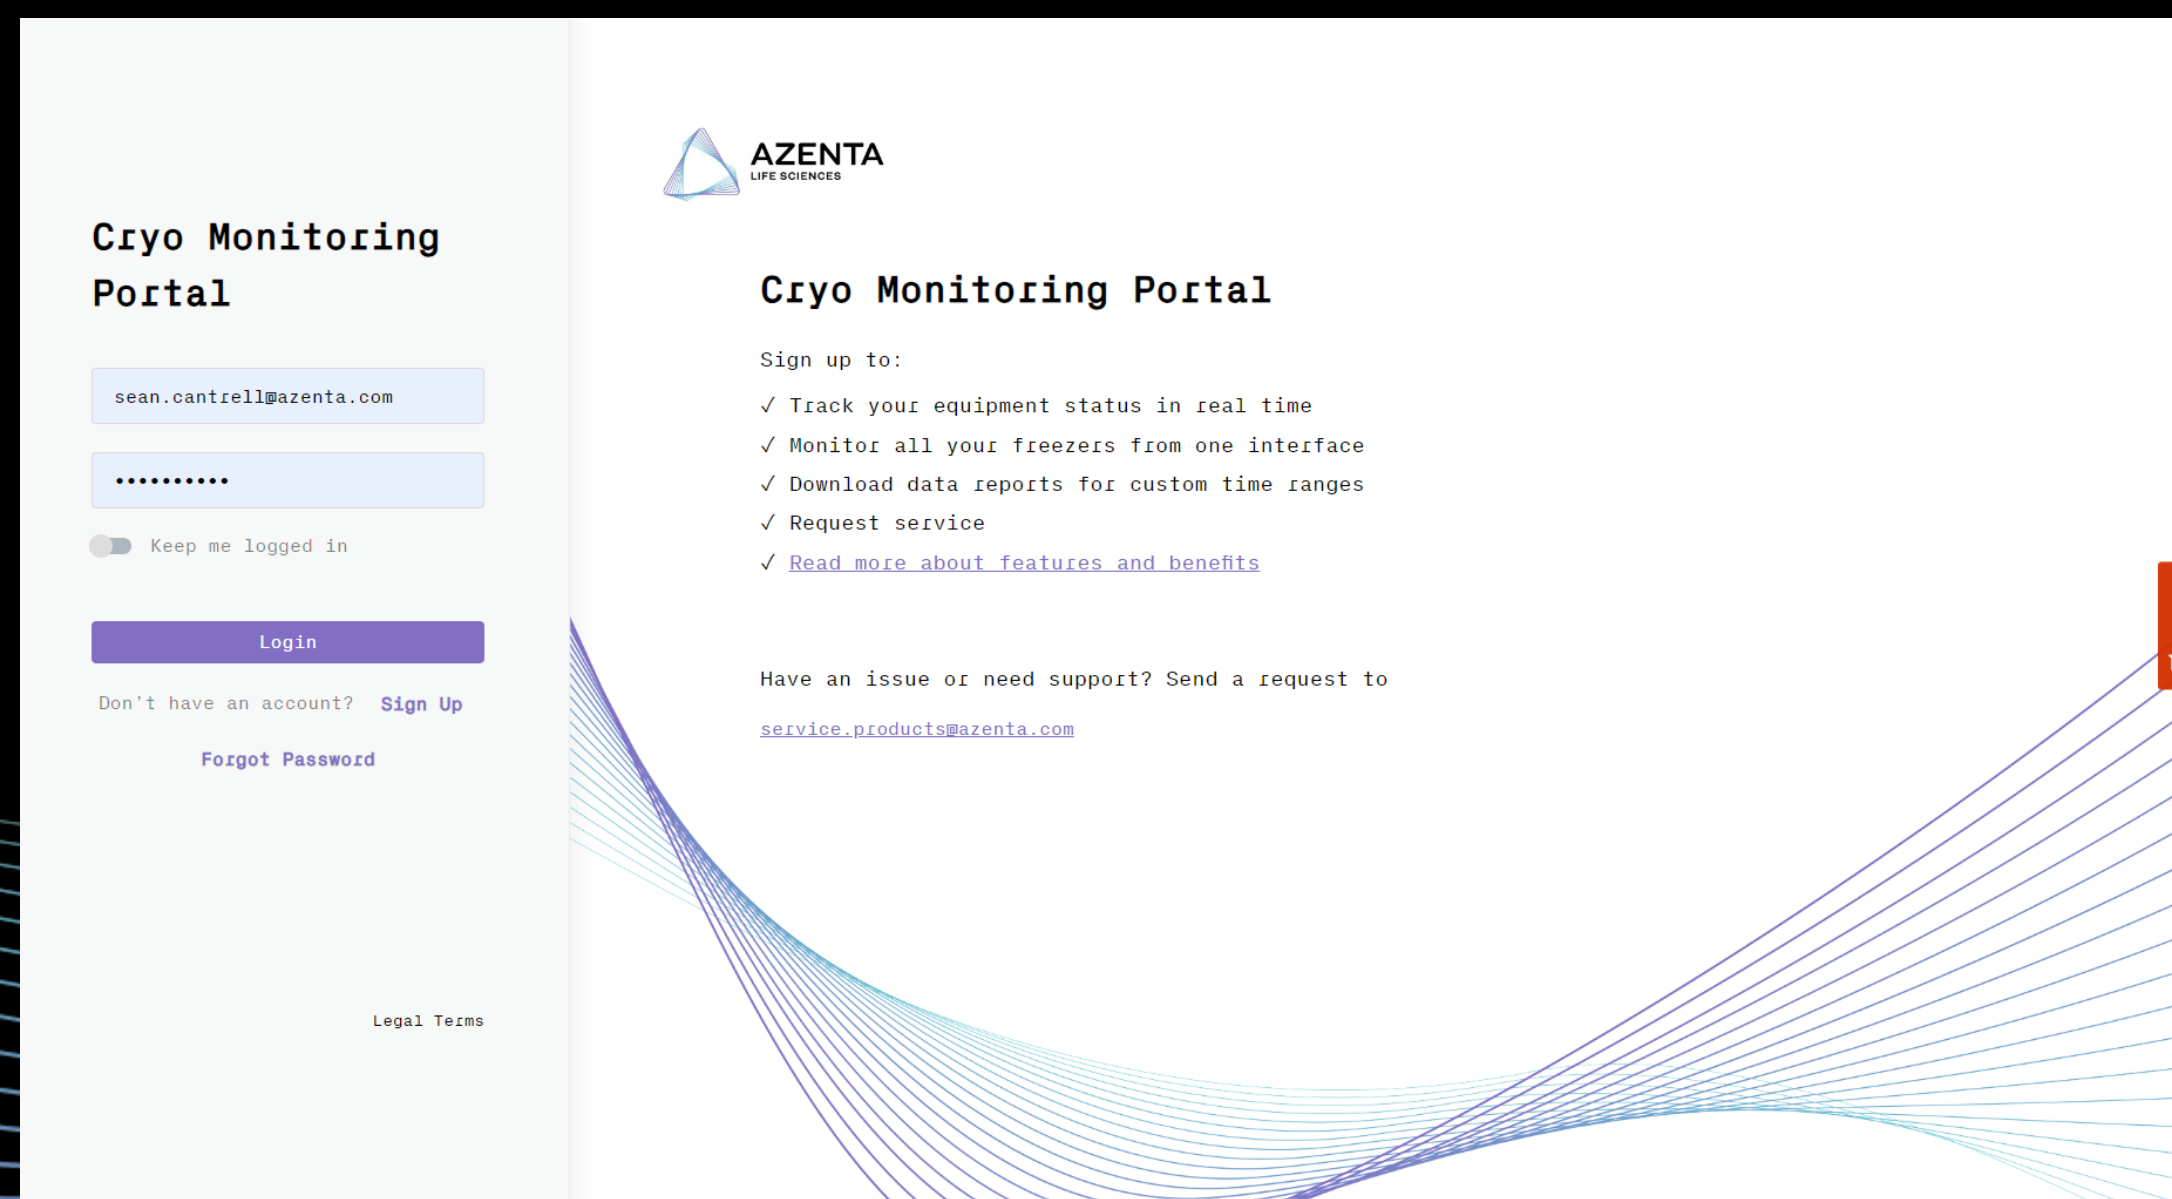 Cryo Monitoring
Portal
sean.cantrell@azenta.com
••••••••••
Keep me logged in
Login
Don't have an account? Sign Up
Forgot Password
Legal Terms
AZENTA
LIFE SCIENCES
Cryo Monitoring Portal
Sign up to:
✓ Track your equipment status in real time
✓ Monitor all your freezers from one interface
✓ Download data reports for custom time ranges
✓ Request service
✓ Read more about features and benefits
Have an issue or need support? Send a request to
service.products@azenta.com